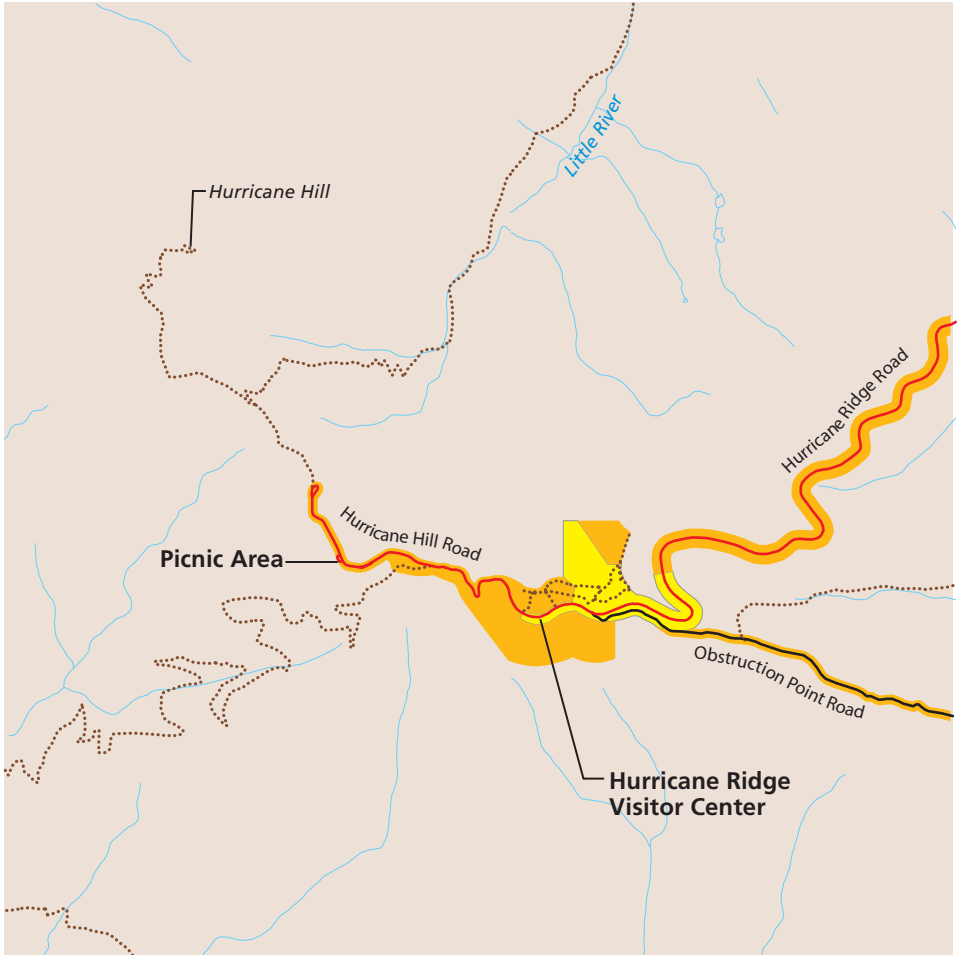 Little River
Hurricane Hill
Hurricane Ridge Road
Hurricane Hill Road
Picnic Area
Obstruction Point Road
Hurricane Ridge
Visitor Center